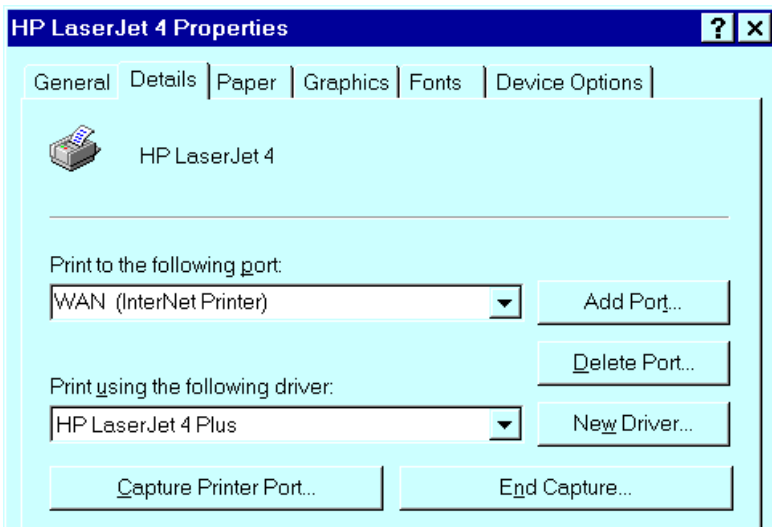 HP LaserJet 4 Properties
General Details Paper Graphics Fonts Device Options
HP LaserJet 4
Print to the following port:
WAN (InterNet Printer)
Add Port...
Delete Port...
Print using the following driver:
HP LaserJet 4 Plus
New Driver...
Capture Printer Port...
End Capture...